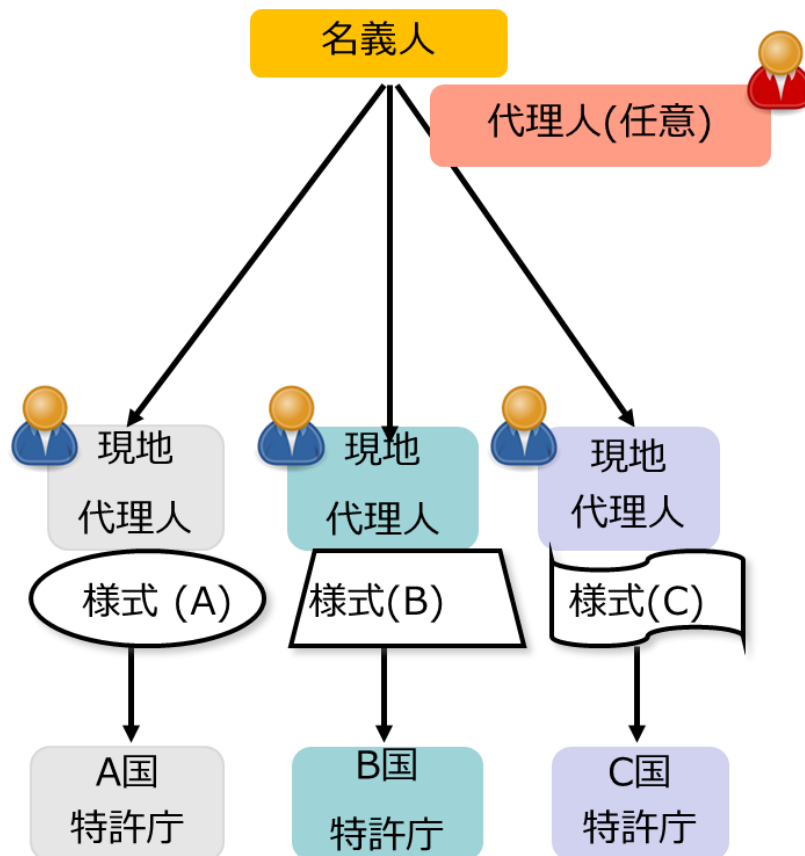 名義人
代理人(任意)
現地
代理人
現地
代理人
現地
代理人
様式 (A)
様式(B)
様式(C)
A国
特許庁
B国
特許庁
C国
特許庁